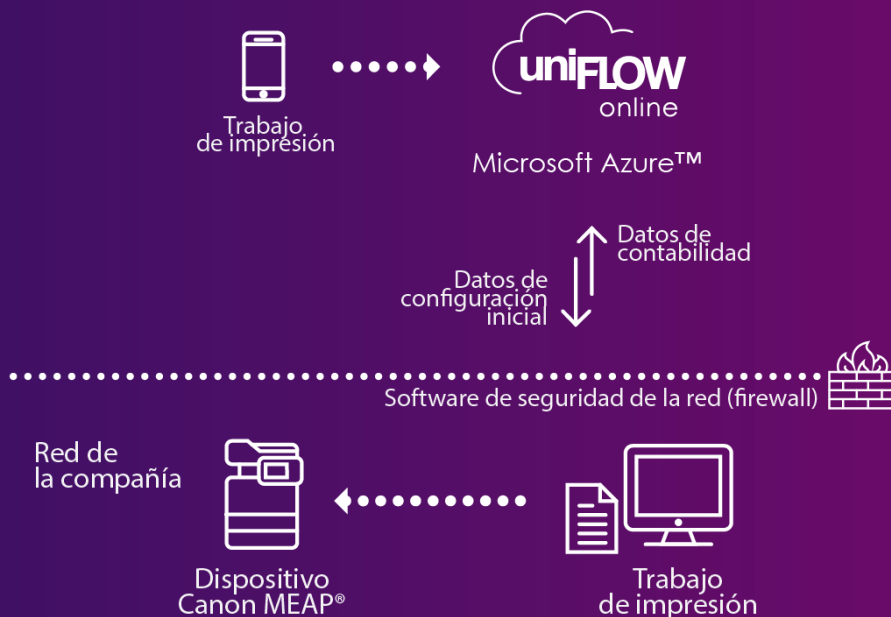 uniFLOW
online
Trabajo
de impresión
Microsoft Azure™
Datos de
contabilidad
Datos de
configuración
inicial
Software de seguridad de la red (firewall)
Red de
la compañía
Dispositivo
Canon MEAP®
Trabajo
de impresión